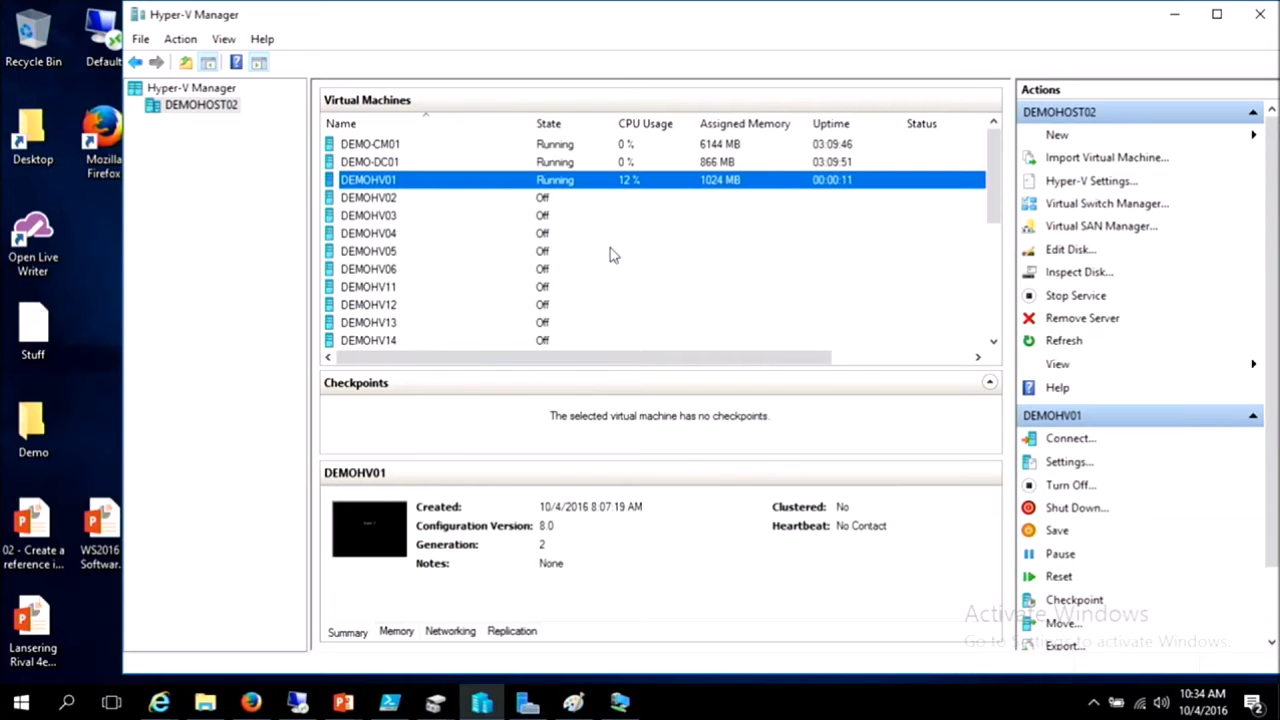 Recycle Bin
Default
Desktop
Mozilla
Firefox
Open Live
Writer
Stuff
Demo
02 - Create a
reference i...
WS2016
Softwar...
Lansering
Rival 4e...
Hyper-V Manager
File Action View Help
Hyper-V Manager
DEMOHOST02
Virtual Machines
Name State CPU Usage Assigned Memory Uptime Status
DEMO-CM01 Running 0 % 6144 MB 03:09:46
DEMO-DC01 Running 0 % 866 MB 03:09:51
DEMOHV01 Running 12 % 1024 MB 00:00:11
DEMOHV02 Off
DEMOHV03 Off
DEMOHV04 Off
DEMOHV05 Off
DEMOHV06 Off
DEMOHV11 Off
DEMOHV12 Off
DEMOHV13 Off
DEMOHV14 Off
Checkpoints
The selected virtual machine has no checkpoints.
DEMOHV01
Created: 10/4/2016 8:07:19 AM Clustered: No
Configuration Version: 8.0 Heartbeat: No Contact
Generation: 2
Notes: None
Summary Memory Networking Replication
Actions
DEMOHOST02
New
Import Virtual Machine...
Hyper-V Settings...
Virtual Switch Manager...
Virtual SAN Manager...
Edit Disk...
Inspect Disk...
Stop Service
Remove Server
Refresh
View
Help
DEMOHV01
Connect...
Settings...
Turn Off...
Shut Down...
Save
Pause
Reset
Checkpoint
Move...
Export...
Activate Windows
Go to Settings to activate Windows.
10:34 AM
10/4/2016
2